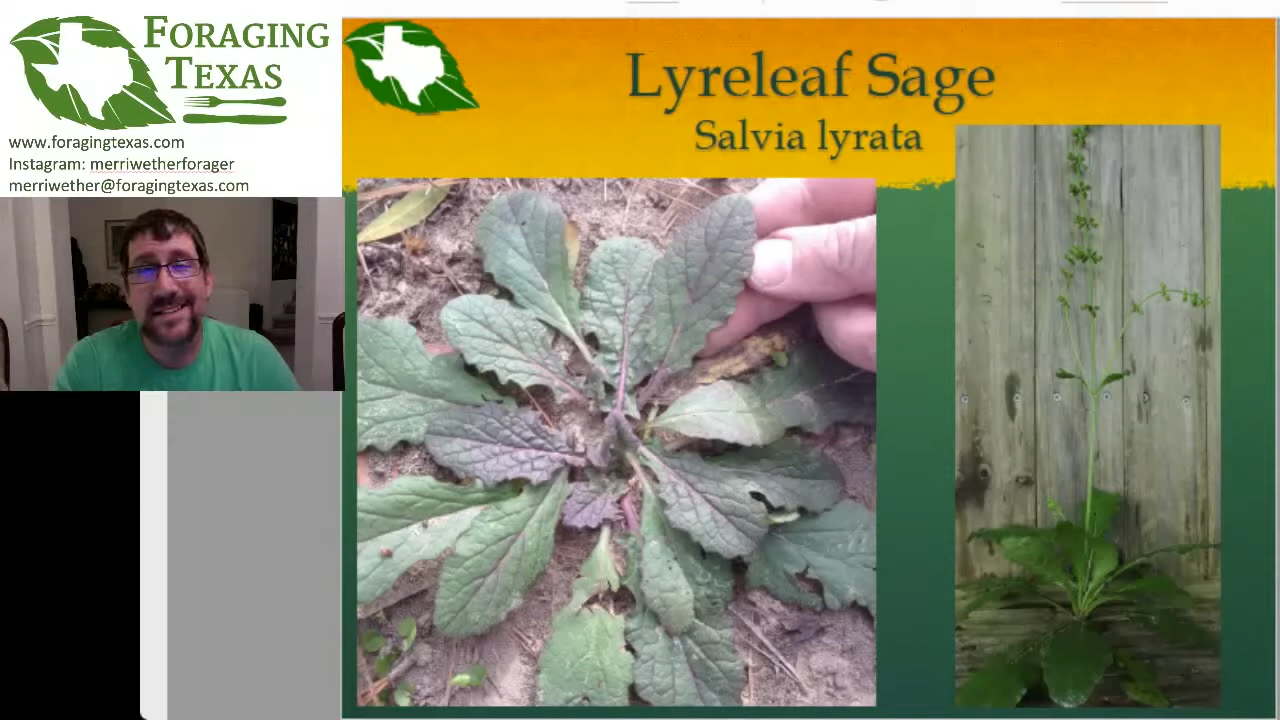 FORAGING
TEXAS
www.foragingtexas.com
Instagram: merriwetherforager
merriwether@foragingtexas.com
Lyreleaf Sage
Salvia lyrata